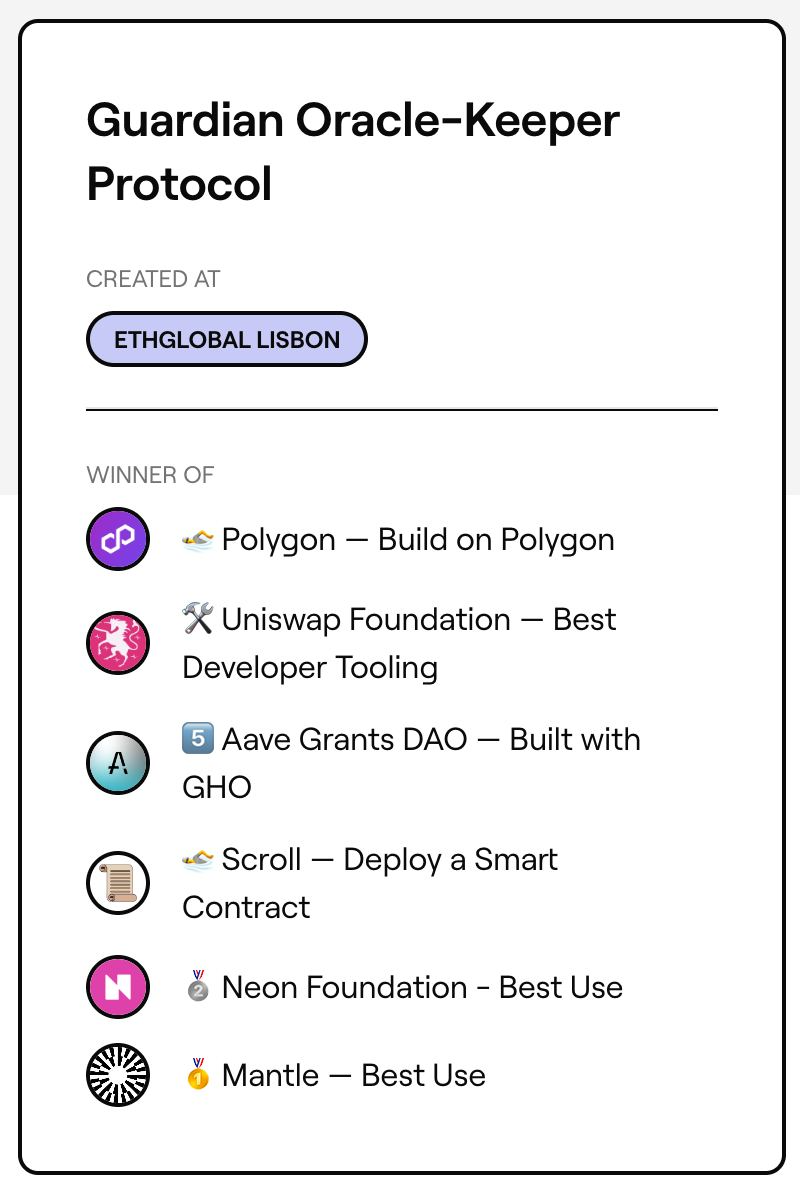 Guardian Oracle-Keeper
Protocol
CREATED AT
ETHGLOBAL LISBON
WINNER OF
🏊 Polygon — Build on Polygon
🛠️ Uniswap Foundation — Best
Developer Tooling
5️⃣ Aave Grants DAO — Built with
GHO
🏊 Scroll — Deploy a Smart
Contract
🥈 Neon Foundation - Best Use
🥇 Mantle — Best Use